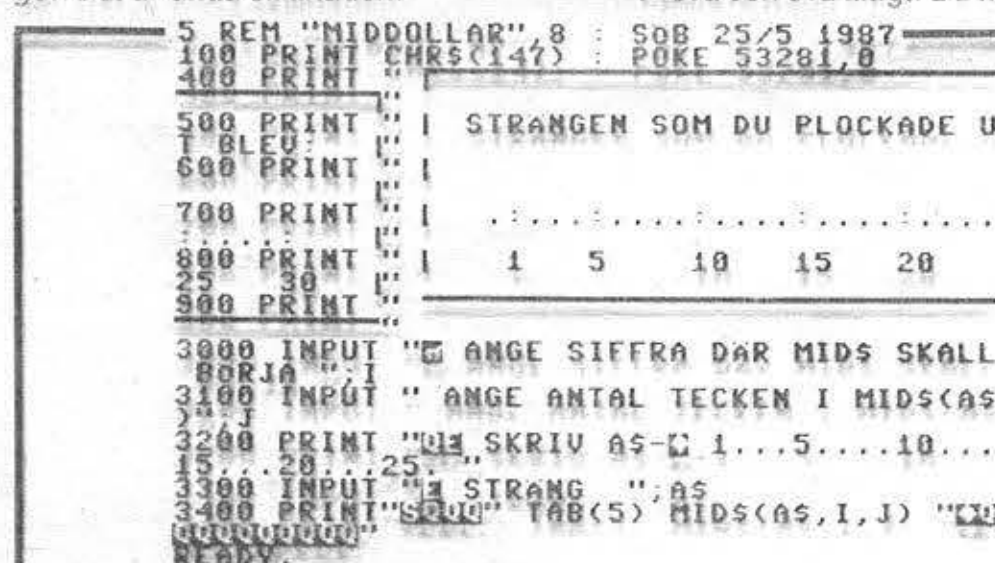 5 REM "MIDDOLLAR",8 : SOB 25/5 1987
100 PRINT CHR$(147) : POKE 53281,0
400 PRINT "
"
500 PRINT " | STRANGEN SOM DU PLOCKADE U
T BLEV: |"
600 PRINT " |
|"
700 PRINT " | .:...:....:....:....:....
:....: |"
800 PRINT " | 1 5 10 15 20
25 30 |"
900 PRINT "
"
3000 INPUT " ANGE SIFFRA DAR MID$ SKALL
BORJA ";I
3100 INPUT " ANGE ANTAL TECKEN I MID$(A$
)";J
3200 PRINT " SKRIV A$- 1...5....10...
15...20...25. "
3300 INPUT " STRANG ";A$
3400 PRINT" " TAB(5) MID$(A$,I,J) "
"
READY.